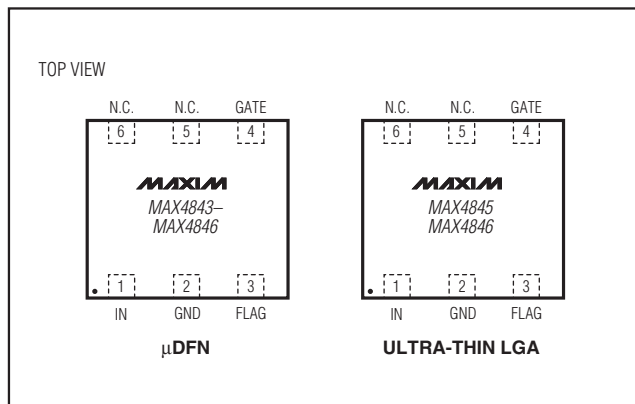 TOP VIEW
N.C. N.C. GATE
6 5 4
MAXIM
MAX4843–
MAX4846
1 2 3
IN GND FLAG
μDFN
N.C. N.C. GATE
6 5 4
MAXIM
MAX4845
MAX4846
1 2 3
IN GND FLAG
ULTRA-THIN LGA